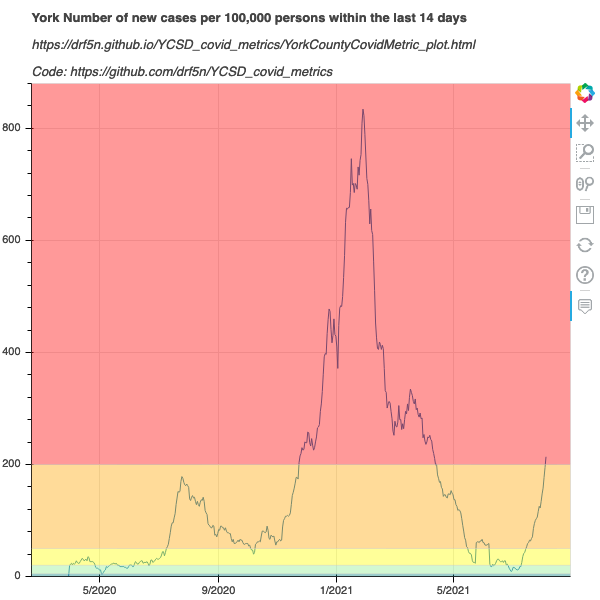 York Number of new cases per 100,000 persons within the last 14 days
https://drf5n.github.io/YCSD_covid_metrics/YorkCountyCovidMetric_plot.html
Code: https://github.com/drf5n/YCSD_covid_metrics
800
600
400
200
0
5/2020 9/2020 1/2021 5/2021